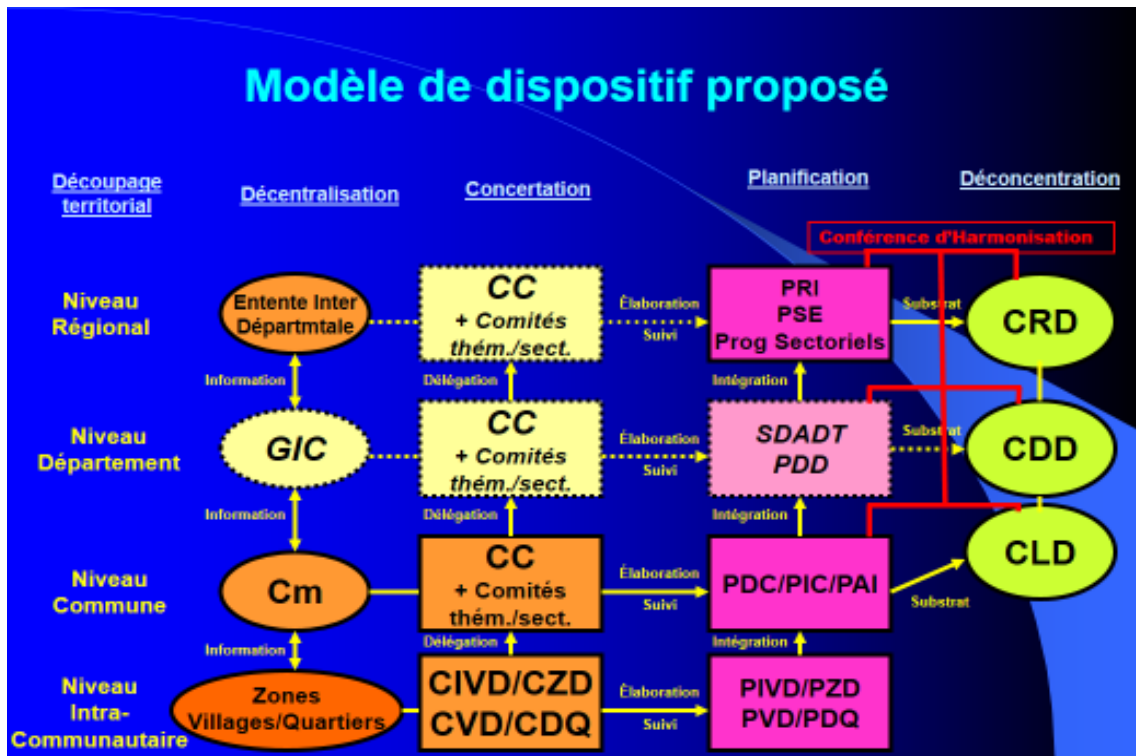 Modèle de dispositif proposé
Découpage
territorial
Décentralisation
Concertation
Planification
Déconcentration
Conférence d'Harmonisation
Niveau
Régional
Entente Inter
Départmtale
CC
+ Comités
thém./sect.
Élaboration
Suivi
PRI
PSE
Prog Sectoriels
Substrat
CRD
Information
Délégation
Intégration
Niveau
Département
GIC
CC
+ Comités
thém./sect.
Élaboration
Suivi
SDADT
PDD
Substrat
CDD
Information
Délégation
Intégration
Niveau
Commune
Cm
CC
+ Comités
thém./sect.
Élaboration
Suivi
PDC/PIC/PAI
Substrat
CLD
Information
Délégation
Intégration
Niveau
Intra-
Communautaire
Zones
Villages/Quartiers
CIVD/CZD
CVD/CDQ
Élaboration
Suivi
PIVD/PZD
PVD/PDQ